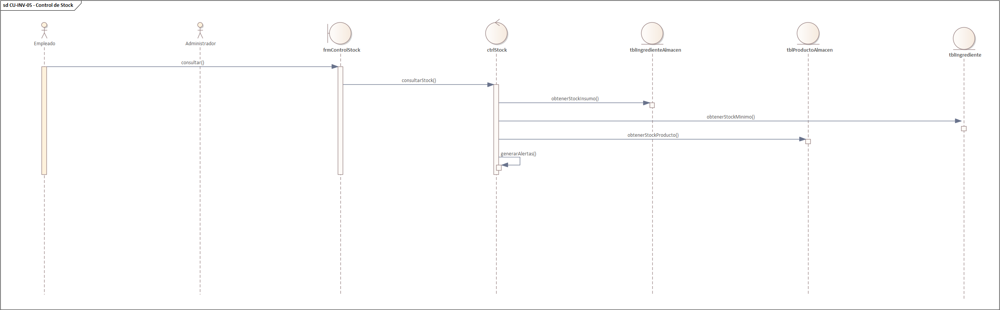 sd CU-INV-05 - Control de Stock
Empleado
Administrador
frmControlStock
ctrlStock
tblIngredienteAlmacen
tblProductoAlmacen
tblIngrediente
consultar()
consultarStock()
obtenerStockInsumo()
obtenerStockMinimo()
obtenerStockProducto()
generarAlertas()